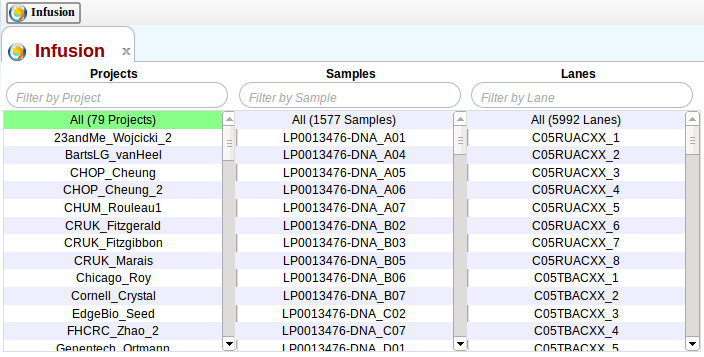 Infusion
Infusion x
Projects Samples Lanes
Filter by Project Filter by Sample Filter by Lane
All (79 Projects) All (1577 Samples) All (5992 Lanes)
23andMe_Wojcicki_2 LP0013476-DNA_A01 C05RUACXX_1
BartsLG_vanHeel LP0013476-DNA_A04 C05RUACXX_2
CHOP_Cheung LP0013476-DNA_A05 C05RUACXX_3
CHOP_Cheung_2 LP0013476-DNA_A06 C05RUACXX_4
CHUM_Rouleau1 LP0013476-DNA_A07 C05RUACXX_5
CRUK_Fitzgerald LP0013476-DNA_B02 C05RUACXX_6
CRUK_Fitzgibbon LP0013476-DNA_B03 C05RUACXX_7
CRUK_Marais LP0013476-DNA_B05 C05RUACXX_8
Chicago_Roy LP0013476-DNA_B06 C05TBACXX_1
Cornell_Crystal LP0013476-DNA_B07 C05TBACXX_2
EdgeBio_Seed LP0013476-DNA_C02 C05TBACXX_3
FHCRC_Zhao_2 LP0013476-DNA_C07 C05TBACXX_4
Genentech_Ortmann LP0013476-DNA_D01 C05TBACXX_5